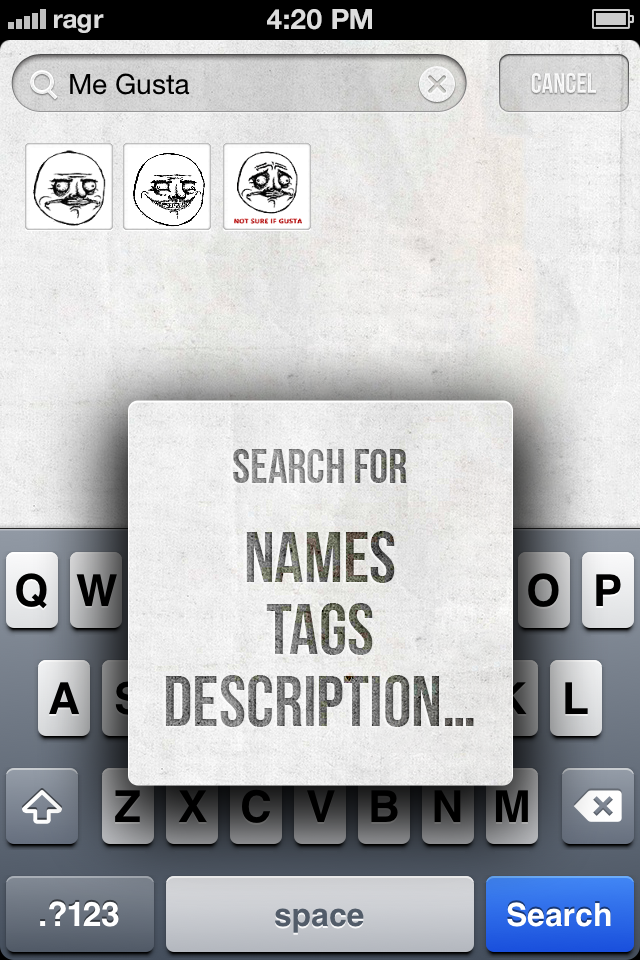 ragr 4:20 PM
Me Gusta CANCEL
NOT SURE IF GUSTA
SEARCH FOR
NAMES
TAGS
DESCRIPTION...
Q W O P
A S K L
Z X C V B N M
.?123 space Search